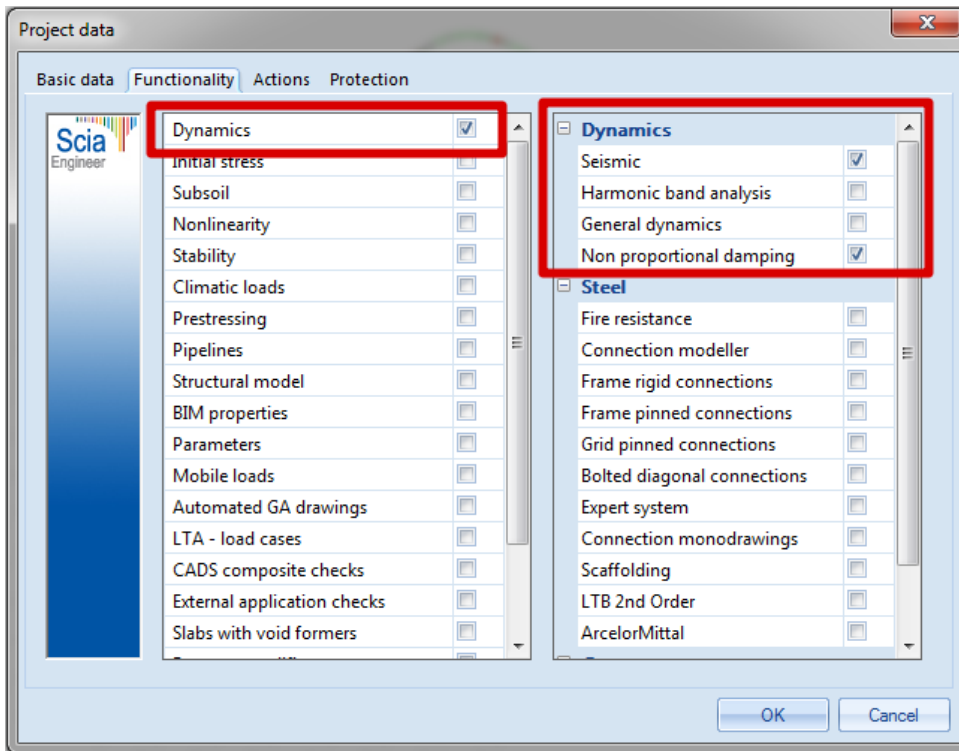 Project data
Basic data Functionality Actions Protection
Scia
Engineer
Dynamics
Initial stress
Subsoil
Nonlinearity
Stability
Climatic loads
Prestressing
Pipelines
Structural model
BIM properties
Parameters
Mobile loads
Automated GA drawings
LTA - load cases
CADS composite checks
External application checks
Slabs with void formers
Dynamics
Seismic
Harmonic band analysis
General dynamics
Non proportional damping
Steel
Fire resistance
Connection modeller
Frame rigid connections
Frame pinned connections
Grid pinned connections
Bolted diagonal connections
Expert system
Connection monodrawings
Scaffolding
LTB 2nd Order
ArcelorMittal
OK Cancel